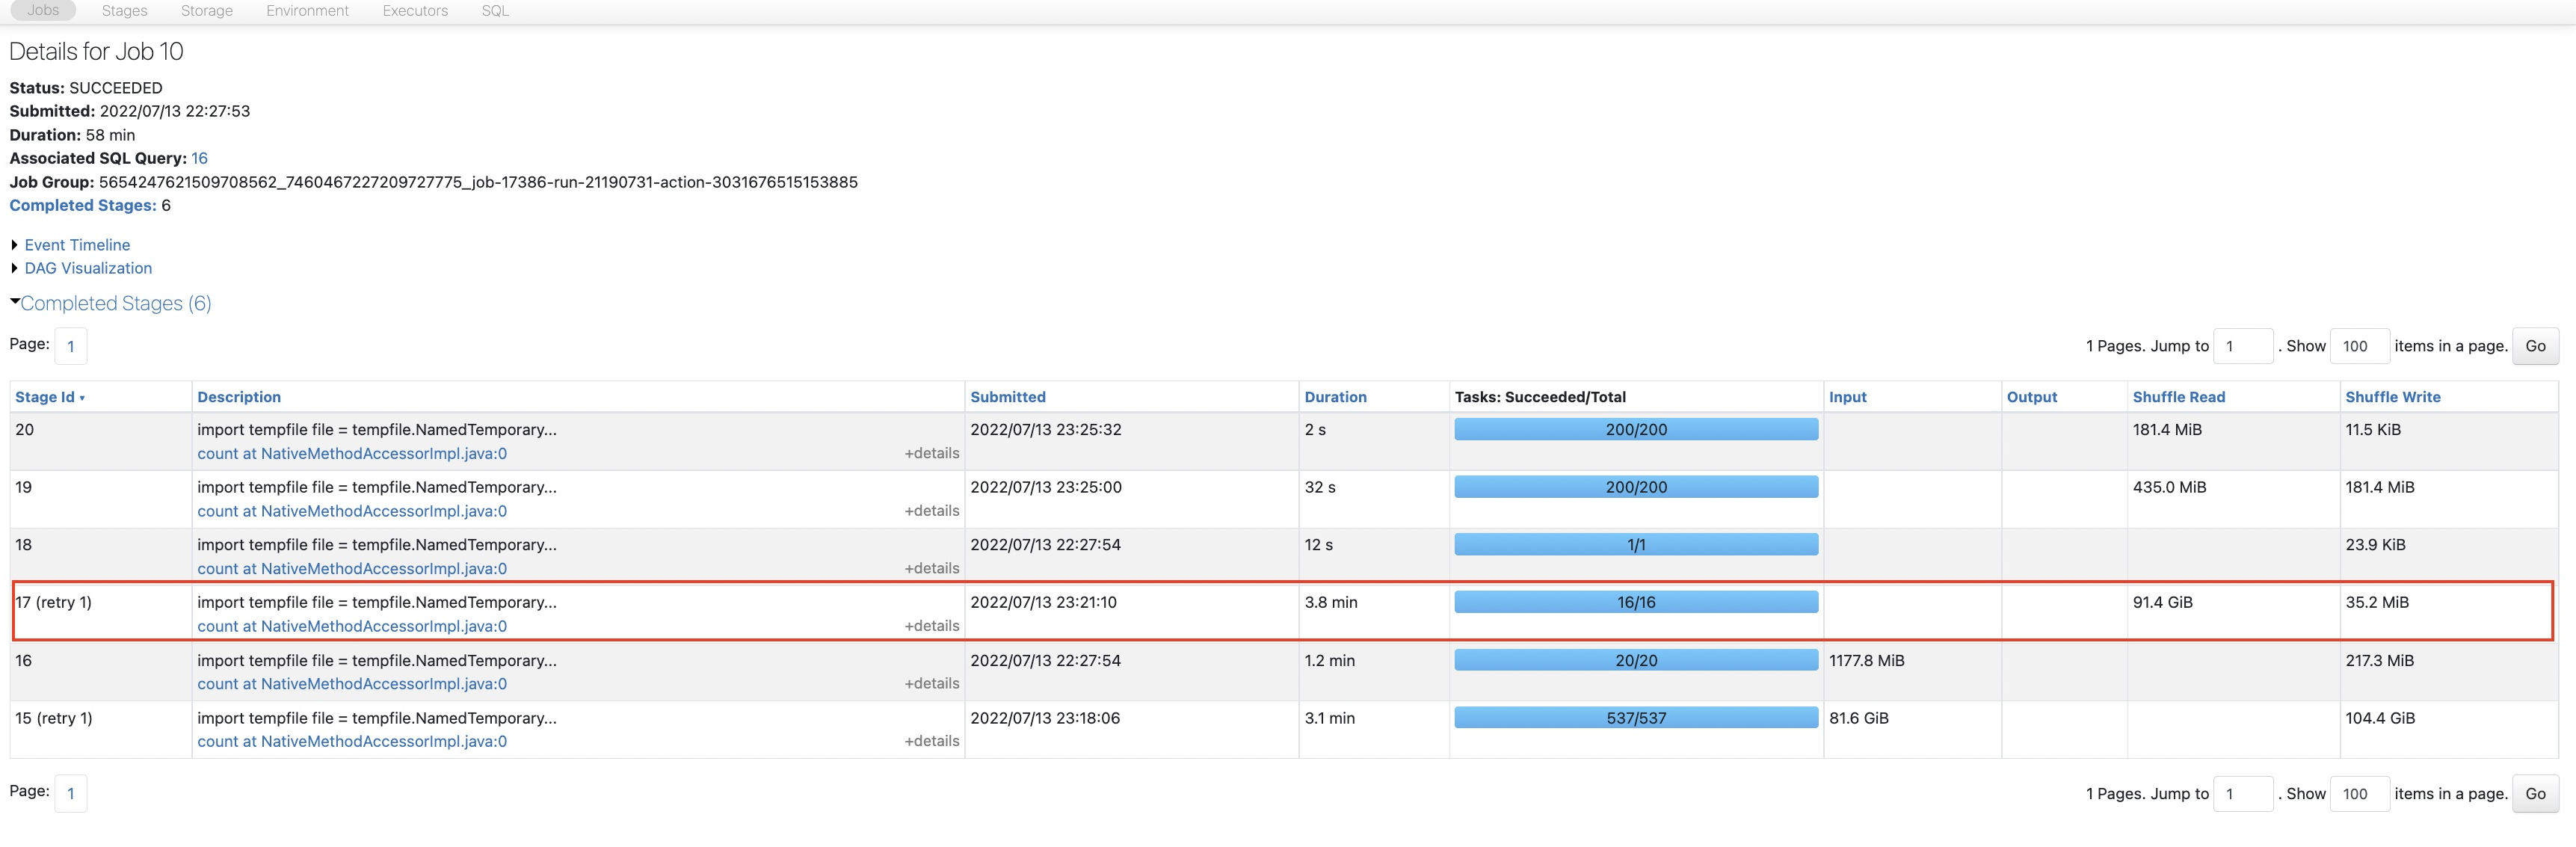 Jobs Stages Storage Environment Executors SQL
Details for Job 10
Status: SUCCEEDED
Submitted: 2022/07/13 22:27:53
Duration: 58 min
Associated SQL Query: 16
Job Group: 5654247621509708562_7460467227209727775_job-17386-run-21190731-action-3031676515153885
Completed Stages: 6
Event Timeline
DAG Visualization
Completed Stages (6)
Page: 1 1 Pages. Jump to 1 . Show 100 items in a page. Go
Stage Id ▾ Description Submitted Duration Tasks: Succeeded/Total Input Output Shuffle Read Shuffle Write
20 import tempfile file = tempfile.NamedTemporary... 2022/07/13 23:25:32 2 s 200/200 181.4 MiB 11.5 KiB
count at NativeMethodAccessorImpl.java:0 +details
19 import tempfile file = tempfile.NamedTemporary... 2022/07/13 23:25:00 32 s 200/200 435.0 MiB 181.4 MiB
count at NativeMethodAccessorImpl.java:0 +details
18 import tempfile file = tempfile.NamedTemporary... 2022/07/13 22:27:54 12 s 1/1 23.9 KiB
count at NativeMethodAccessorImpl.java:0 +details
17 (retry 1) import tempfile file = tempfile.NamedTemporary... 2022/07/13 23:21:10 3.8 min 16/16 91.4 GiB 35.2 MiB
count at NativeMethodAccessorImpl.java:0 +details
16 import tempfile file = tempfile.NamedTemporary... 2022/07/13 22:27:54 1.2 min 20/20 1177.8 MiB 217.3 MiB
count at NativeMethodAccessorImpl.java:0 +details
15 (retry 1) import tempfile file = tempfile.NamedTemporary... 2022/07/13 23:18:06 3.1 min 537/537 81.6 GiB 104.4 GiB
count at NativeMethodAccessorImpl.java:0 +details
Page: 1 1 Pages. Jump to 1 . Show 100 items in a page. Go